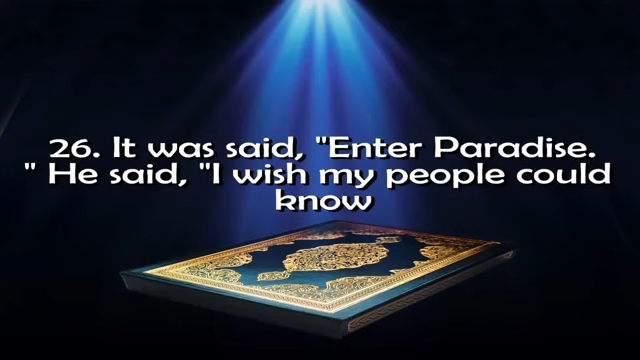 26. It was said, "Enter Paradise.
" He said, "I wish my people could
know